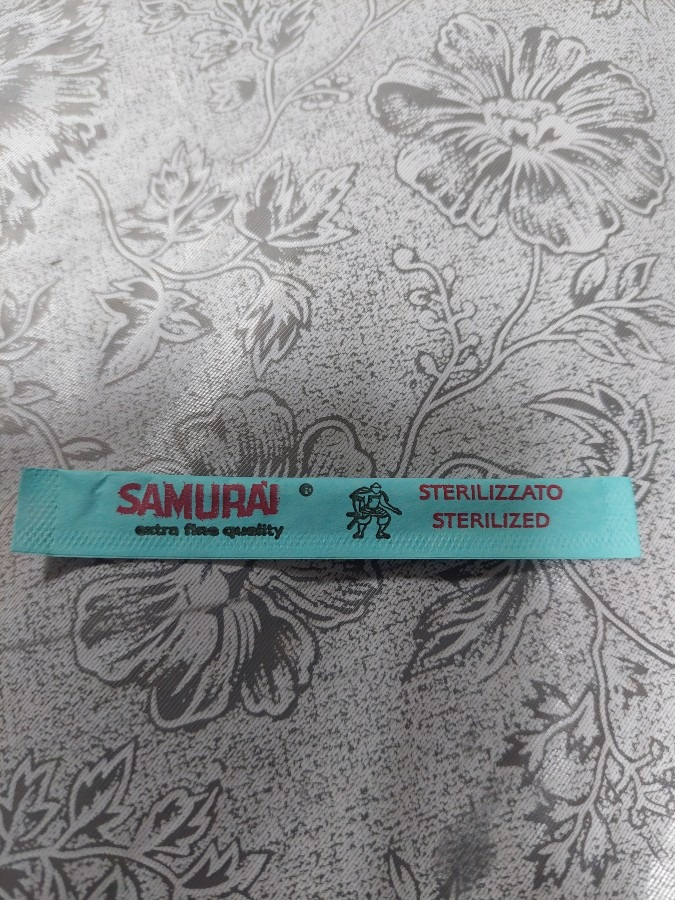 SAMURAI ®
extra fine quality
STERILIZZATO
STERILIZED